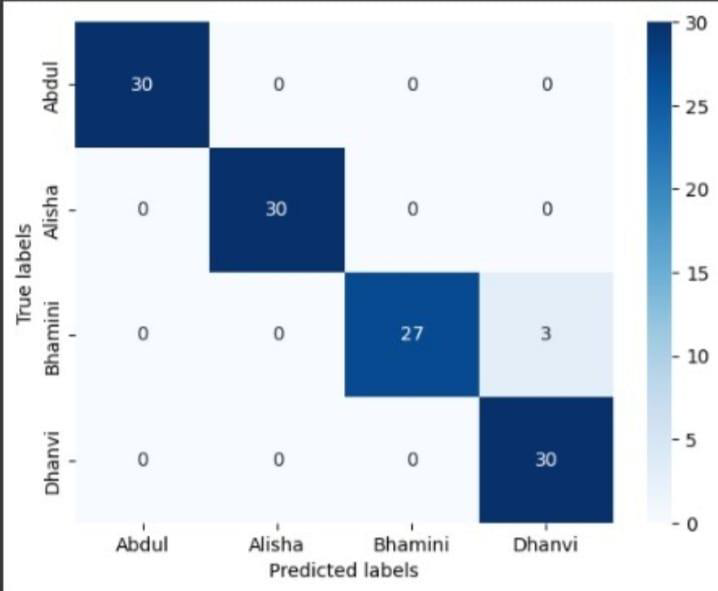 30
Abdul 30 0 0 0
25
20
Alisha 0 30 0 0
True labels
15
Bhamini 0 0 27 3
10
5
Dhanvi 0 0 0 30
0
Abdul Alisha Bhamini Dhanvi
Predicted labels